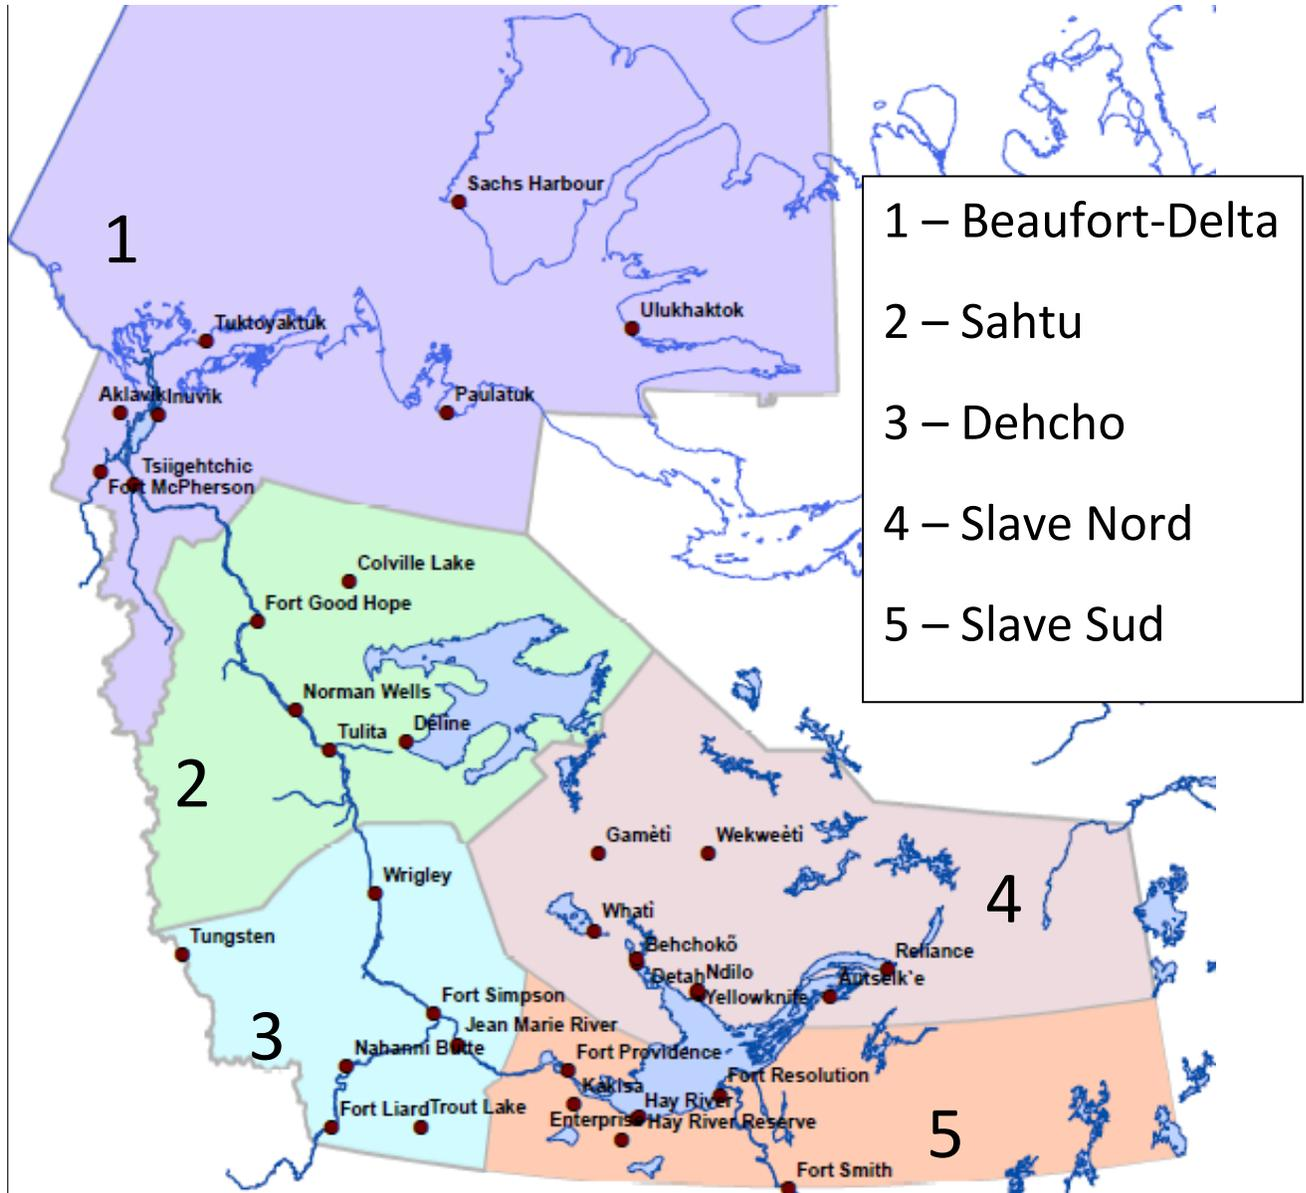 Sachs Harbour
1
1 – Beaufort-Delta
2 – Sahtu
3 – Dehcho
4 – Slave Nord
5 – Slave Sud
Ulukhaktok
Tuktoyaktuk
Aklavik
Inuvik
Paulatuk
Tsiigehtchic
Fort McPherson
Colville Lake
Fort Good Hope
Norman Wells
Tulita
Déline
2
Gamètì
Wekweètì
Wrigley
4
Whatì
Tungsten
Behchokö
Reliance
Detah
Ndilo
Łutselk'e
Yellowknife
Fort Simpson
3
Jean Marie River
Nahanni Butte
Fort Providence
Kakisa
Fort Resolution
Hay River
Fort Liard
Trout Lake
Enterprise
Hay River Reserve
5
Fort Smith